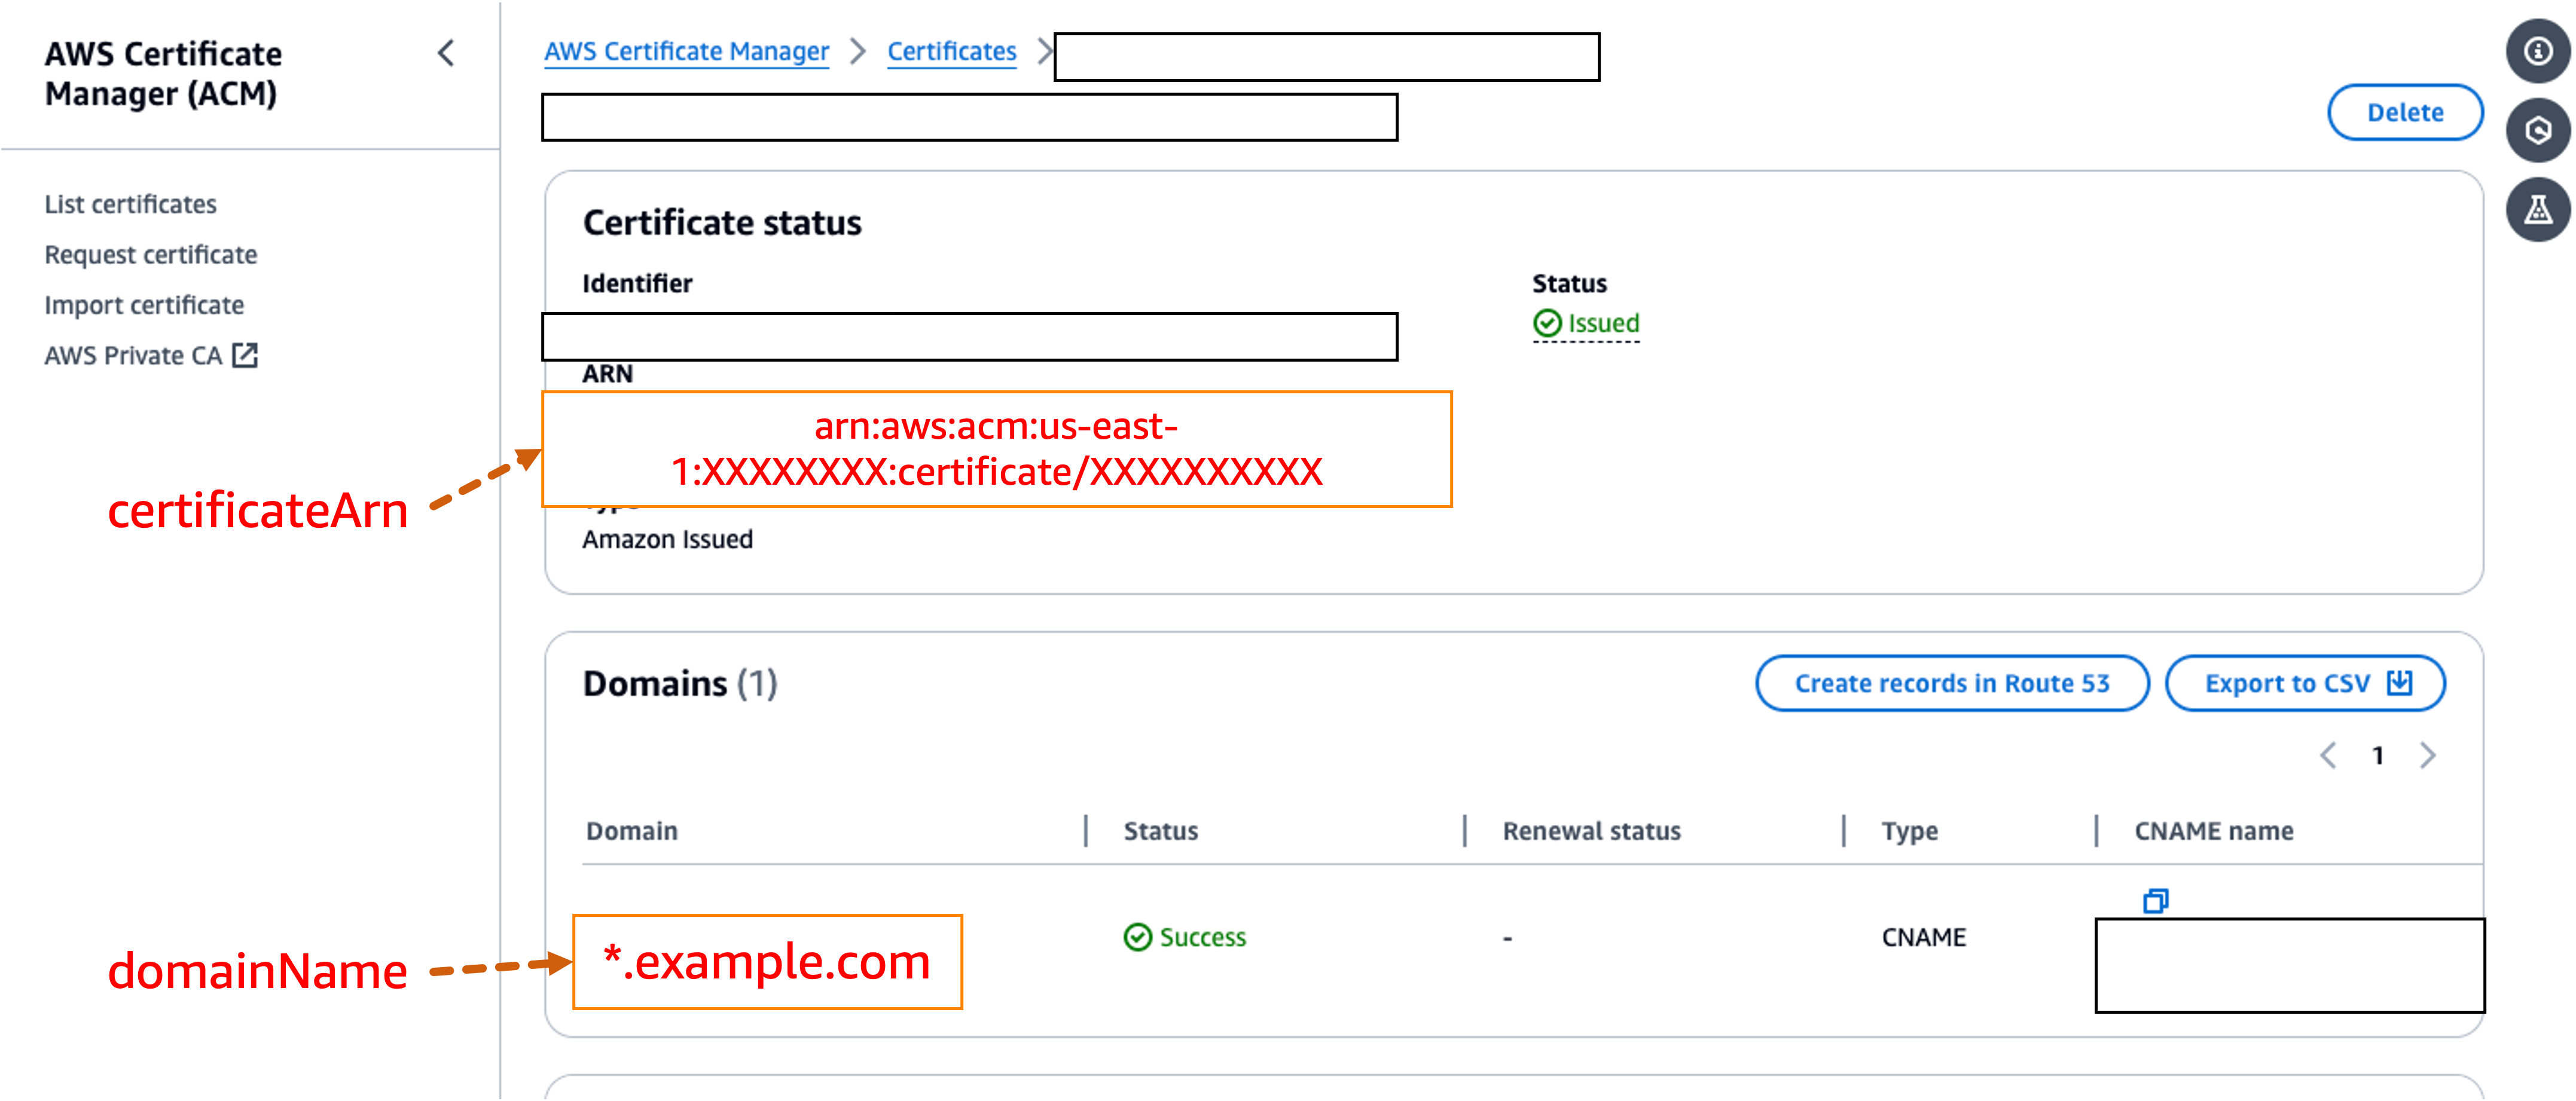 AWS Certificate
Manager (ACM)
List certificates
Request certificate
Import certificate
AWS Private CA
AWS Certificate Manager
Certificates
Delete
Certificate status
Identifier
Status
Issued
ARN
arn:aws:acm:us-east-
1:XXXXXXXX:certificate/XXXXXXXXXX
certificateArn
Amazon Issued
Domains (1)
Create records in Route 53
Export to CSV
1
Domain
Status
Renewal status
Type
CNAME name
domainName
*.example.com
Success
-
CNAME